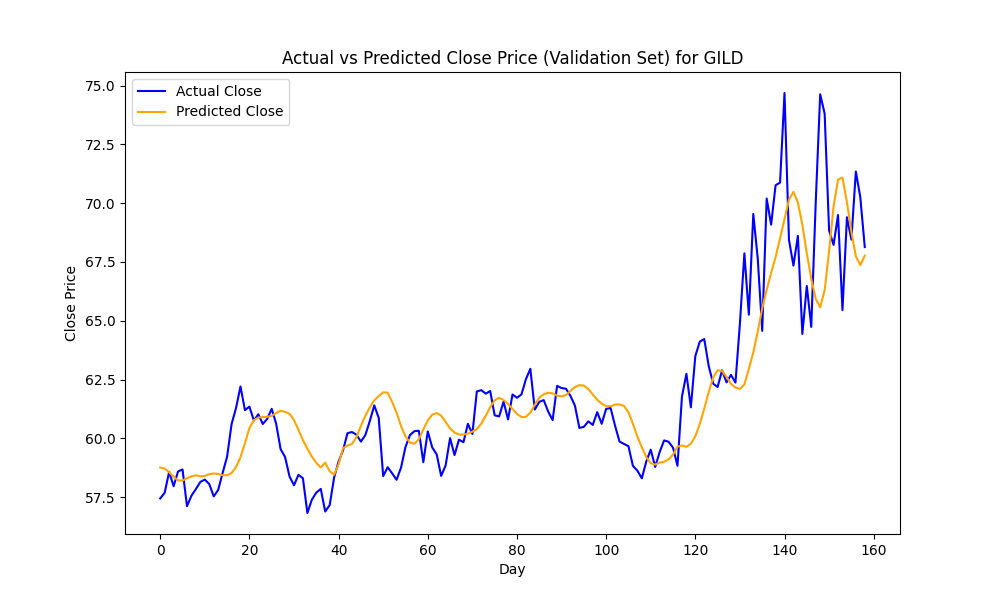 Actual vs Predicted Close Price (Validation Set) for GILD
Actual Close
Predicted Close
75.0
72.5
70.0
67.5
65.0
62.5
60.0
57.5
Close Price
0 20 40 60 80 100 120 140 160
Day